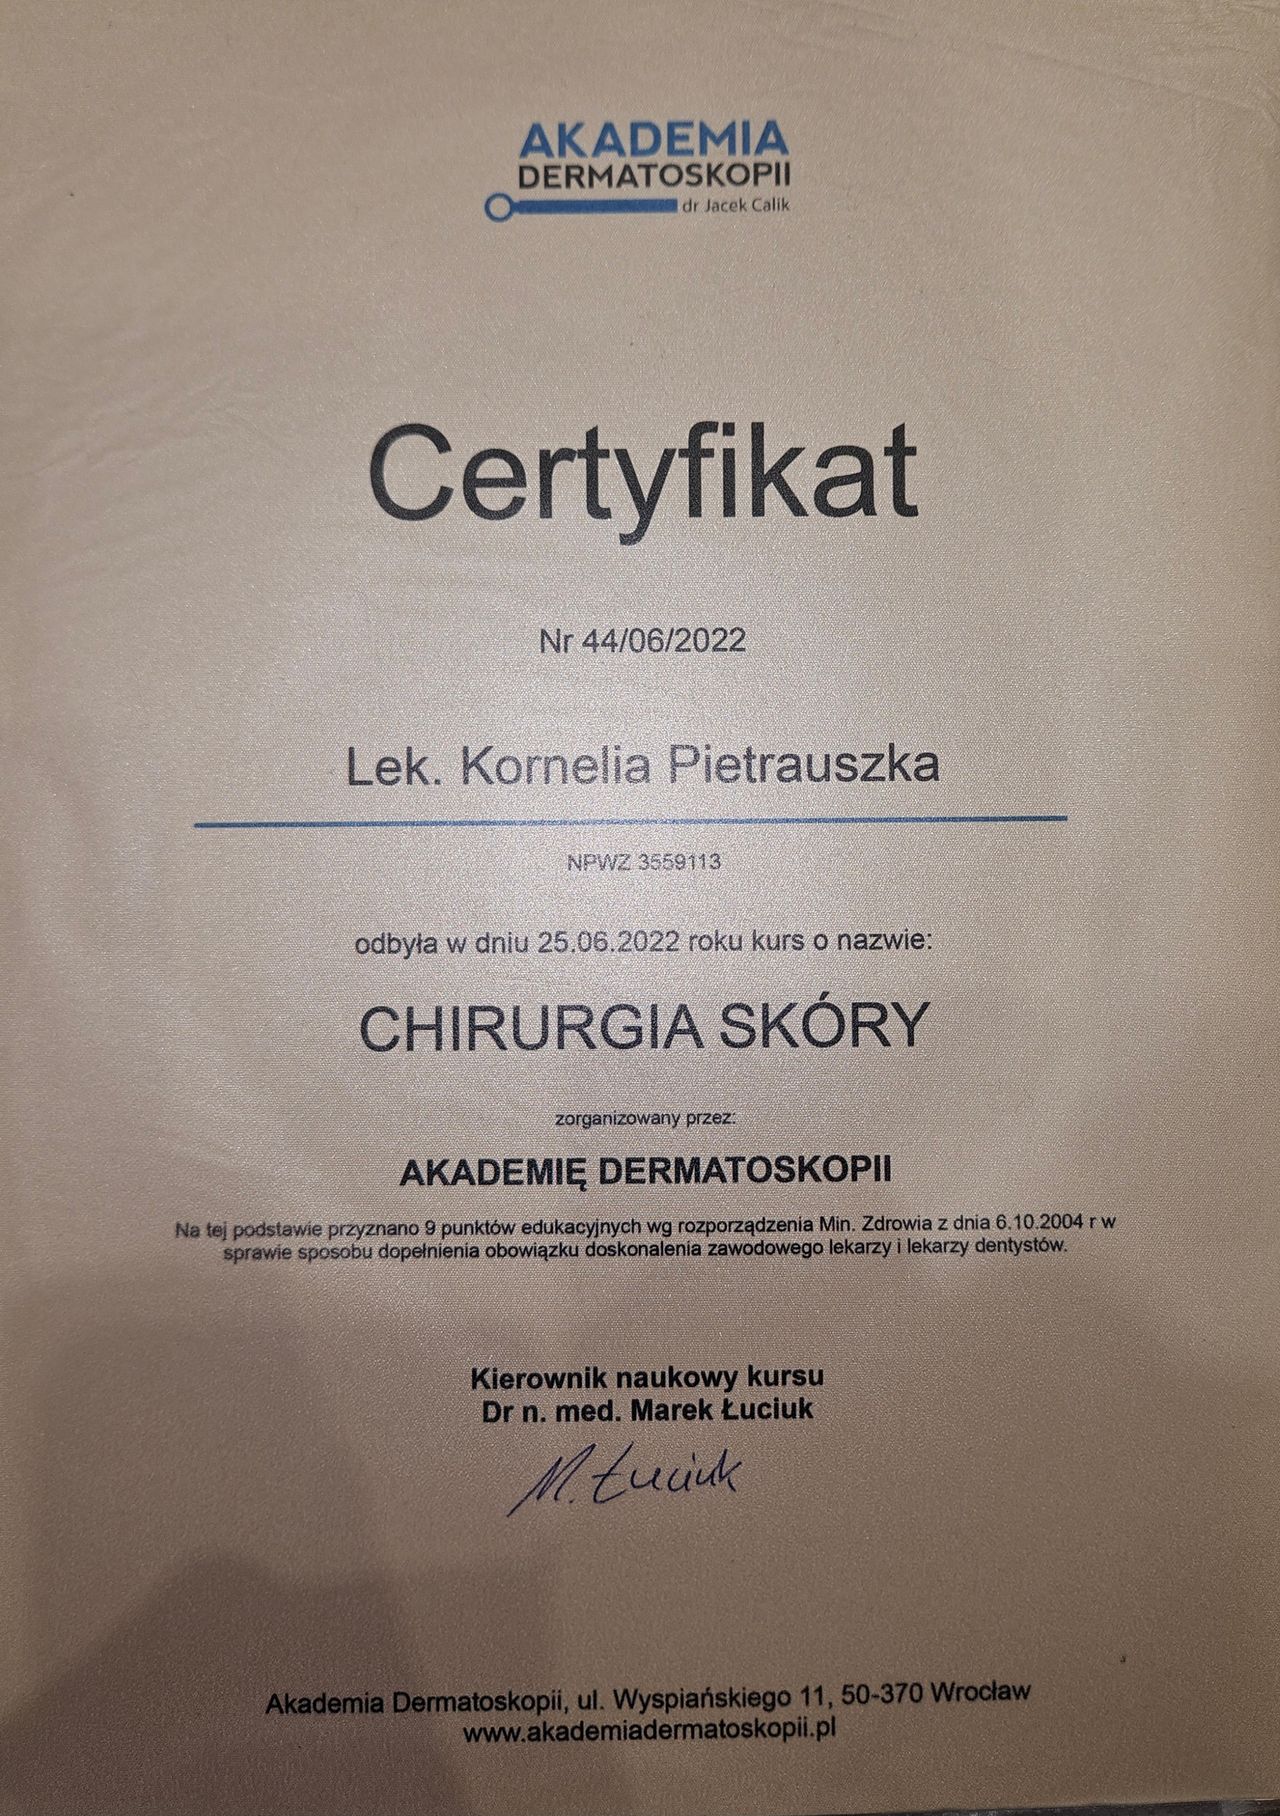 AKADEMIA
DERMATOSKOPII
dr Jacek Calik
Certyfikat
Nr 44/06/2022
Lek. Kornelia Pietrauszka
NPWZ 3559113
odbyła w dniu 25.06.2022 roku kurs o nazwie:
CHIRURGIA SKÓRY
zorganizowany przez:
AKADEMIĘ DERMATOSKOPII
Na tej podstawie przyznano 9 punktów edukacyjnych wg rozporządzenia Min. Zdrowia z dnia 6.10.2004 r w
sprawie sposobu dopełnienia obowiązku doskonalenia zawodowego lekarzy i lekarzy dentystów.
Kierownik naukowy kursu
Dr n. med. Marek Łuciuk
M. Łuciuk
Akademia Dermatoskopii, ul. Wyspiańskiego 11, 50-370 Wrocław
www.akademiadermatoskopii.pl